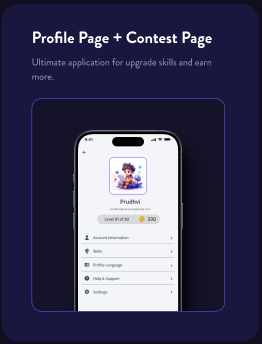 Profile Page + Contest Page
Ultimate application for upgrade skills and earn
more.
9:41
Prudhvi
Level 01 of 50
330
Account Information
Skills
Profile Language
Help & Support
Settings